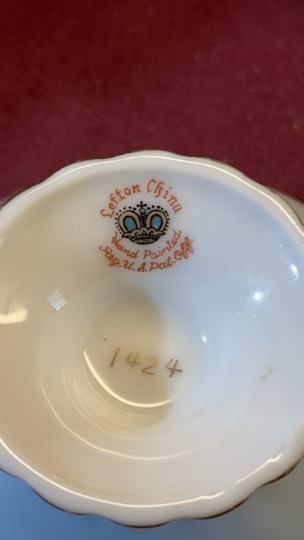 Lefton China
Hand Painted
Reg. U. S. Pat. Off.
1424